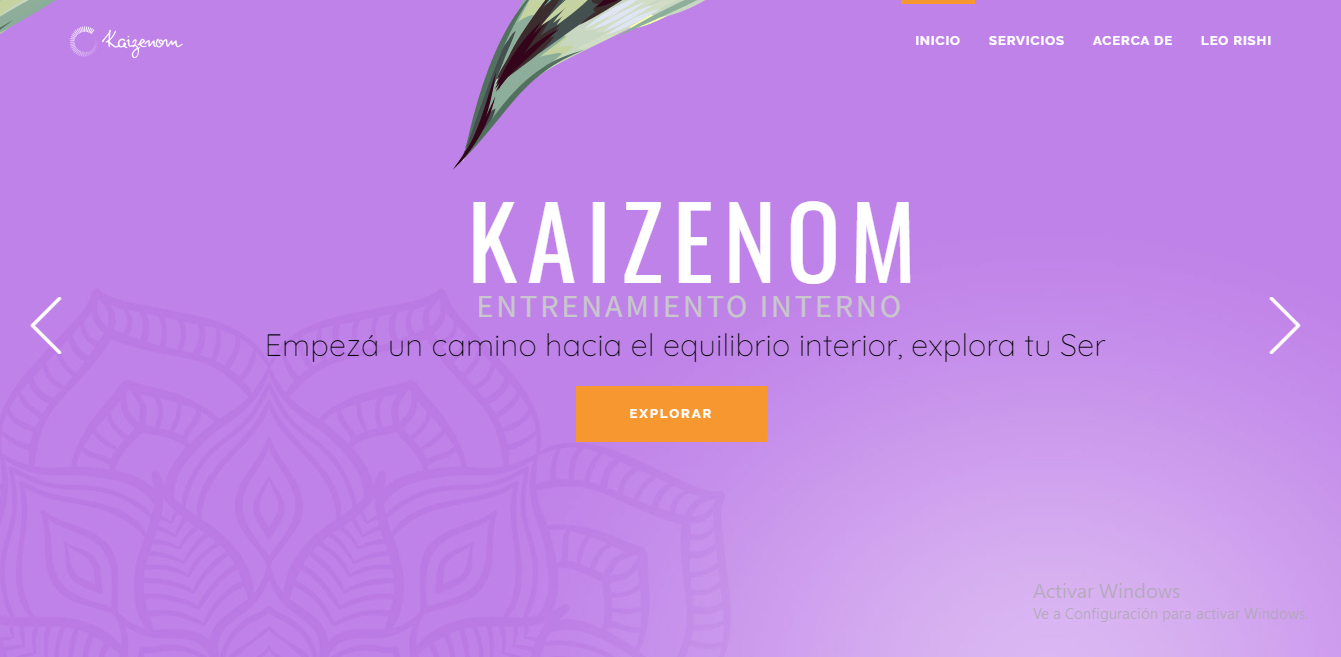 Kaizenom
INICIO SERVICIOS ACERCA DE LEO RISHI
KAIZENOM
ENTRENAMIENTO INTERNO
Empezá un camino hacia el equilibrio interior, explora tu Ser
EXPLORAR
Activar Windows
Ve a Configuración para activar Windows.